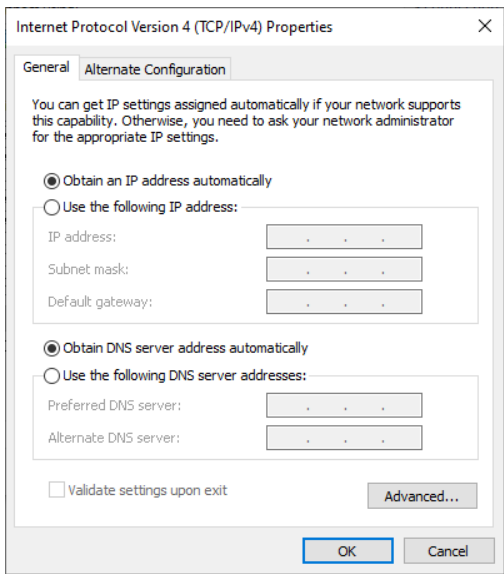 Internet Protocol Version 4 (TCP/IPv4) Properties
General
Alternate Configuration
You can get IP settings assigned automatically if your network supports
this capability. Otherwise, you need to ask your network administrator
for the appropriate IP settings.
Obtain an IP address automatically
Use the following IP address:
IP address:
Subnet mask:
Default gateway:
Obtain DNS server address automatically
Use the following DNS server addresses:
Preferred DNS server:
Alternate DNS server:
Validate settings upon exit
Advanced...
OK
Cancel